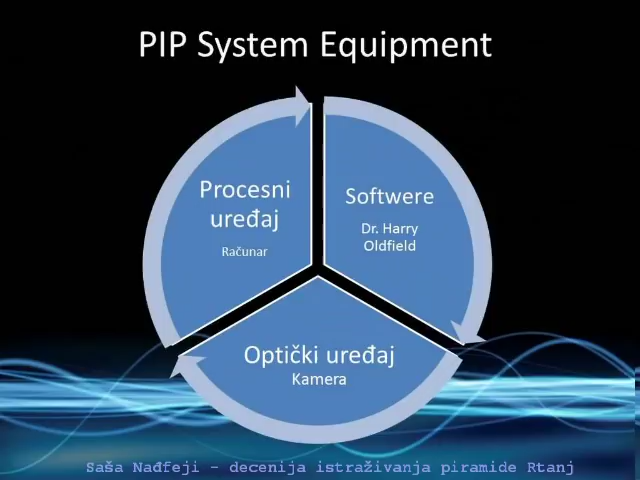 PIP System Equipment
Procesni
uređaj
Računar
Softwere
Dr. Harry
Oldfield
Optički uređaj
Kamera
Saša Nađfeji - decenija istraživanja piramide Rtanj